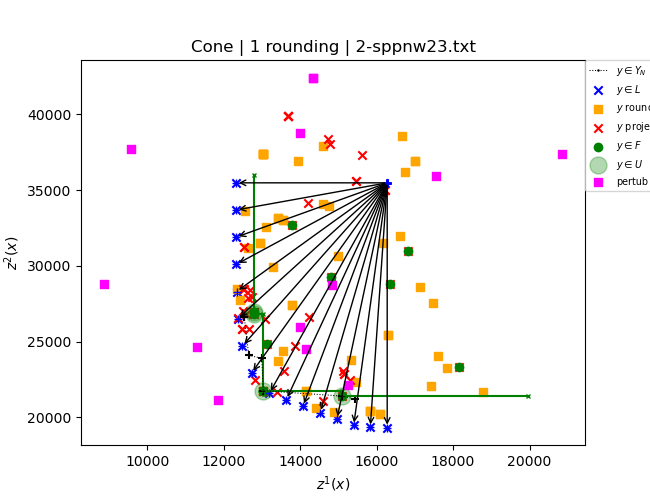 Cone | 1 rounding | 2-sppnw23.txt
z²(x)
40000
35000
30000
25000
20000
10000
12000
14000
16000
18000
20000
z¹(x)
y ∈ Y_N
y ∈ L
y roun
y proje
y ∈ F
y ∈ U
pertub